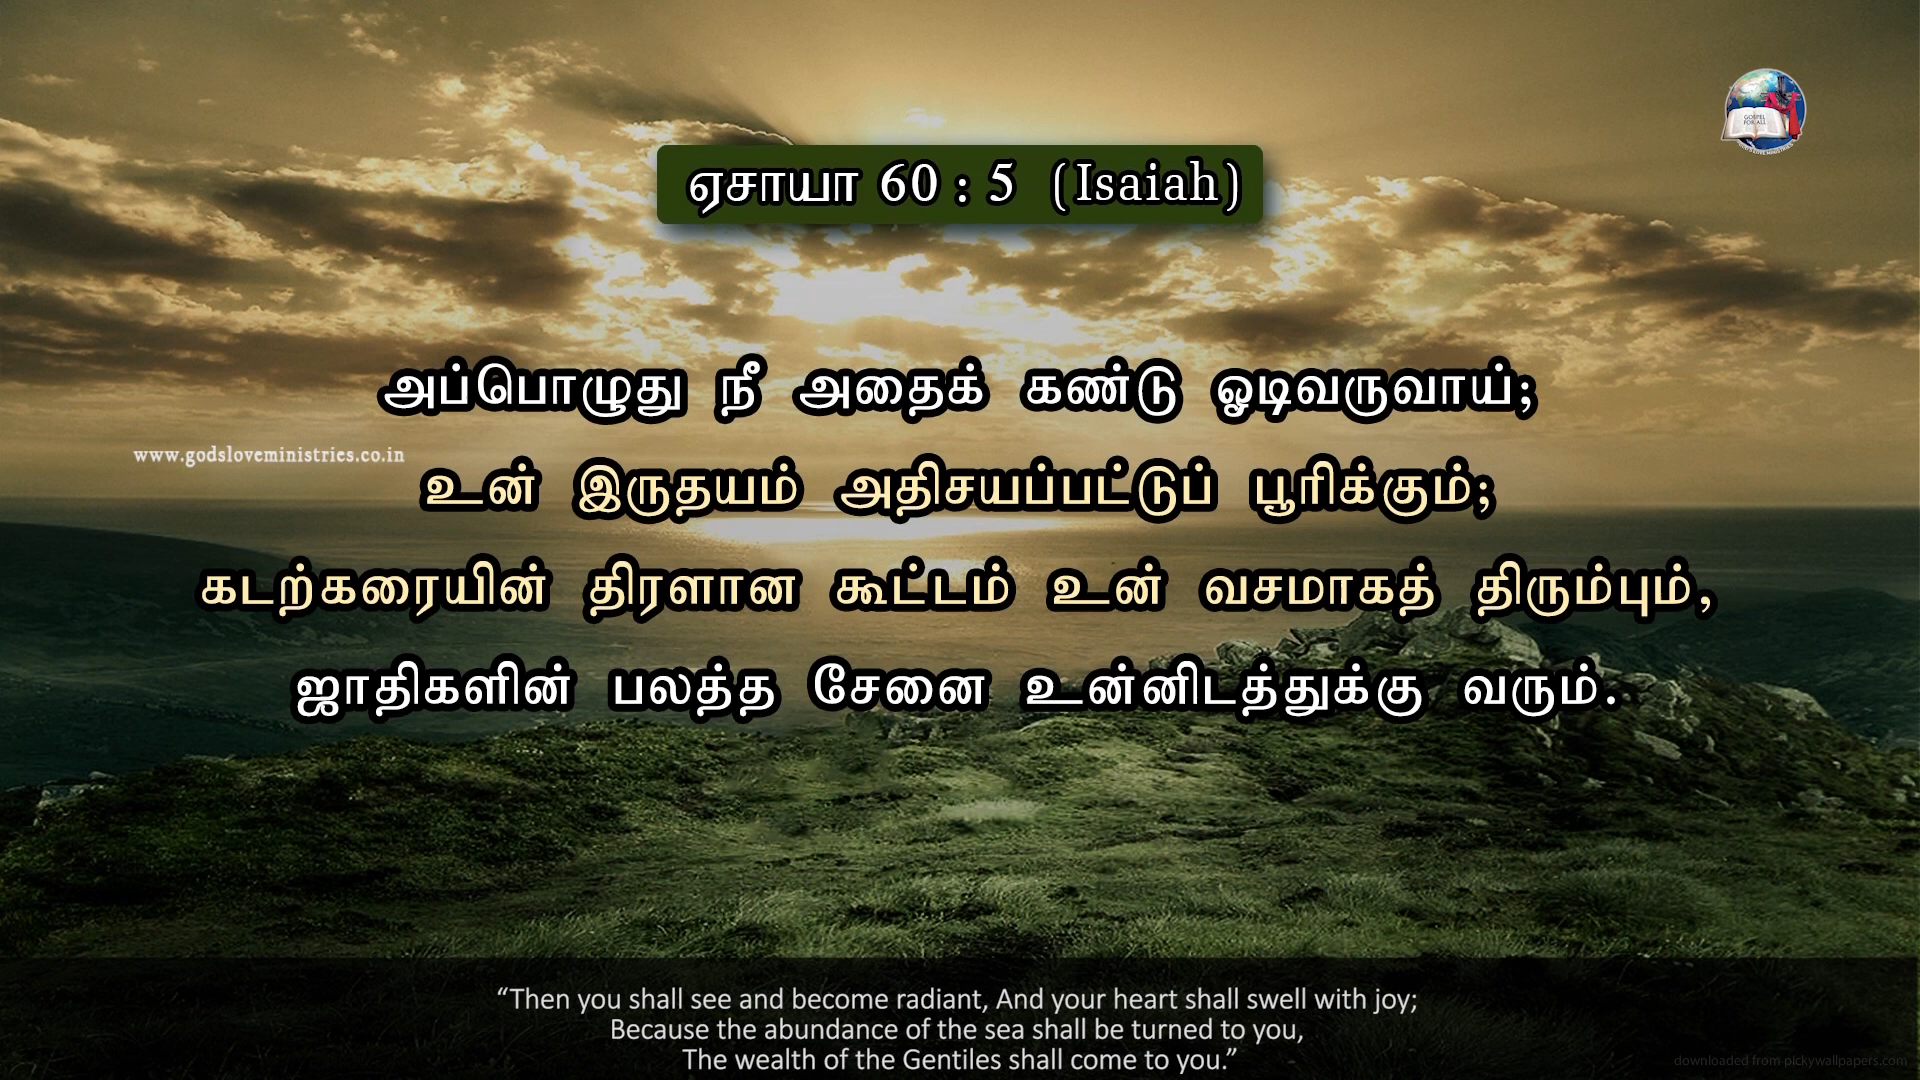 ஏசாயா 60 : 5 (Isaiah)
GOSPEL
FOR ALL
அப்பொழுது நீ அதைக் கண்டு ஓடிவருவாய்;
www.godsloveministries.co.in
உன் இருதயம் அதிசயப்பட்டுப் பூரிக்கும்;
கடற்கரையின் திரளான கூட்டம் உன் வசமாகத் திரும்பும்,
ஜாதிகளின் பலத்த சேனை உன்னிடத்துக்கு வரும்.
“Then you shall see and become radiant, And your heart shall swell with joy;
Because the abundance of the sea shall be turned to you,
The wealth of the Gentiles shall come to you.”
downloaded from pickywallpapers.com